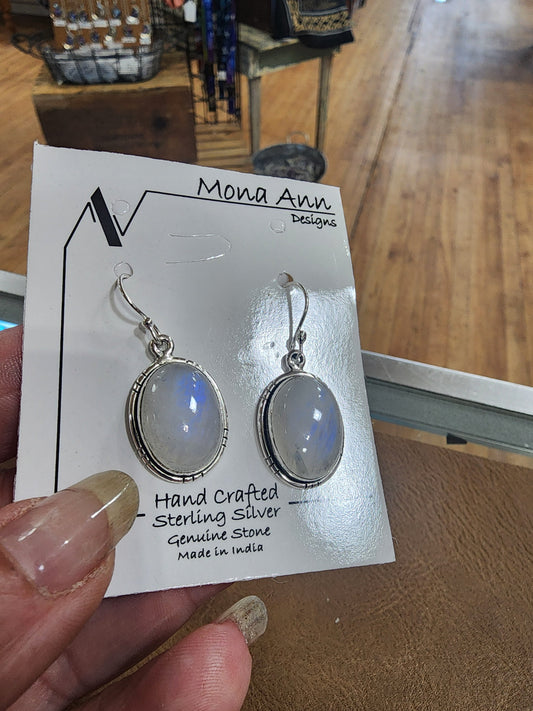 Mona Ann
Designs
Hand Crafted
Sterling Silver
Genuine Stone
Made in India